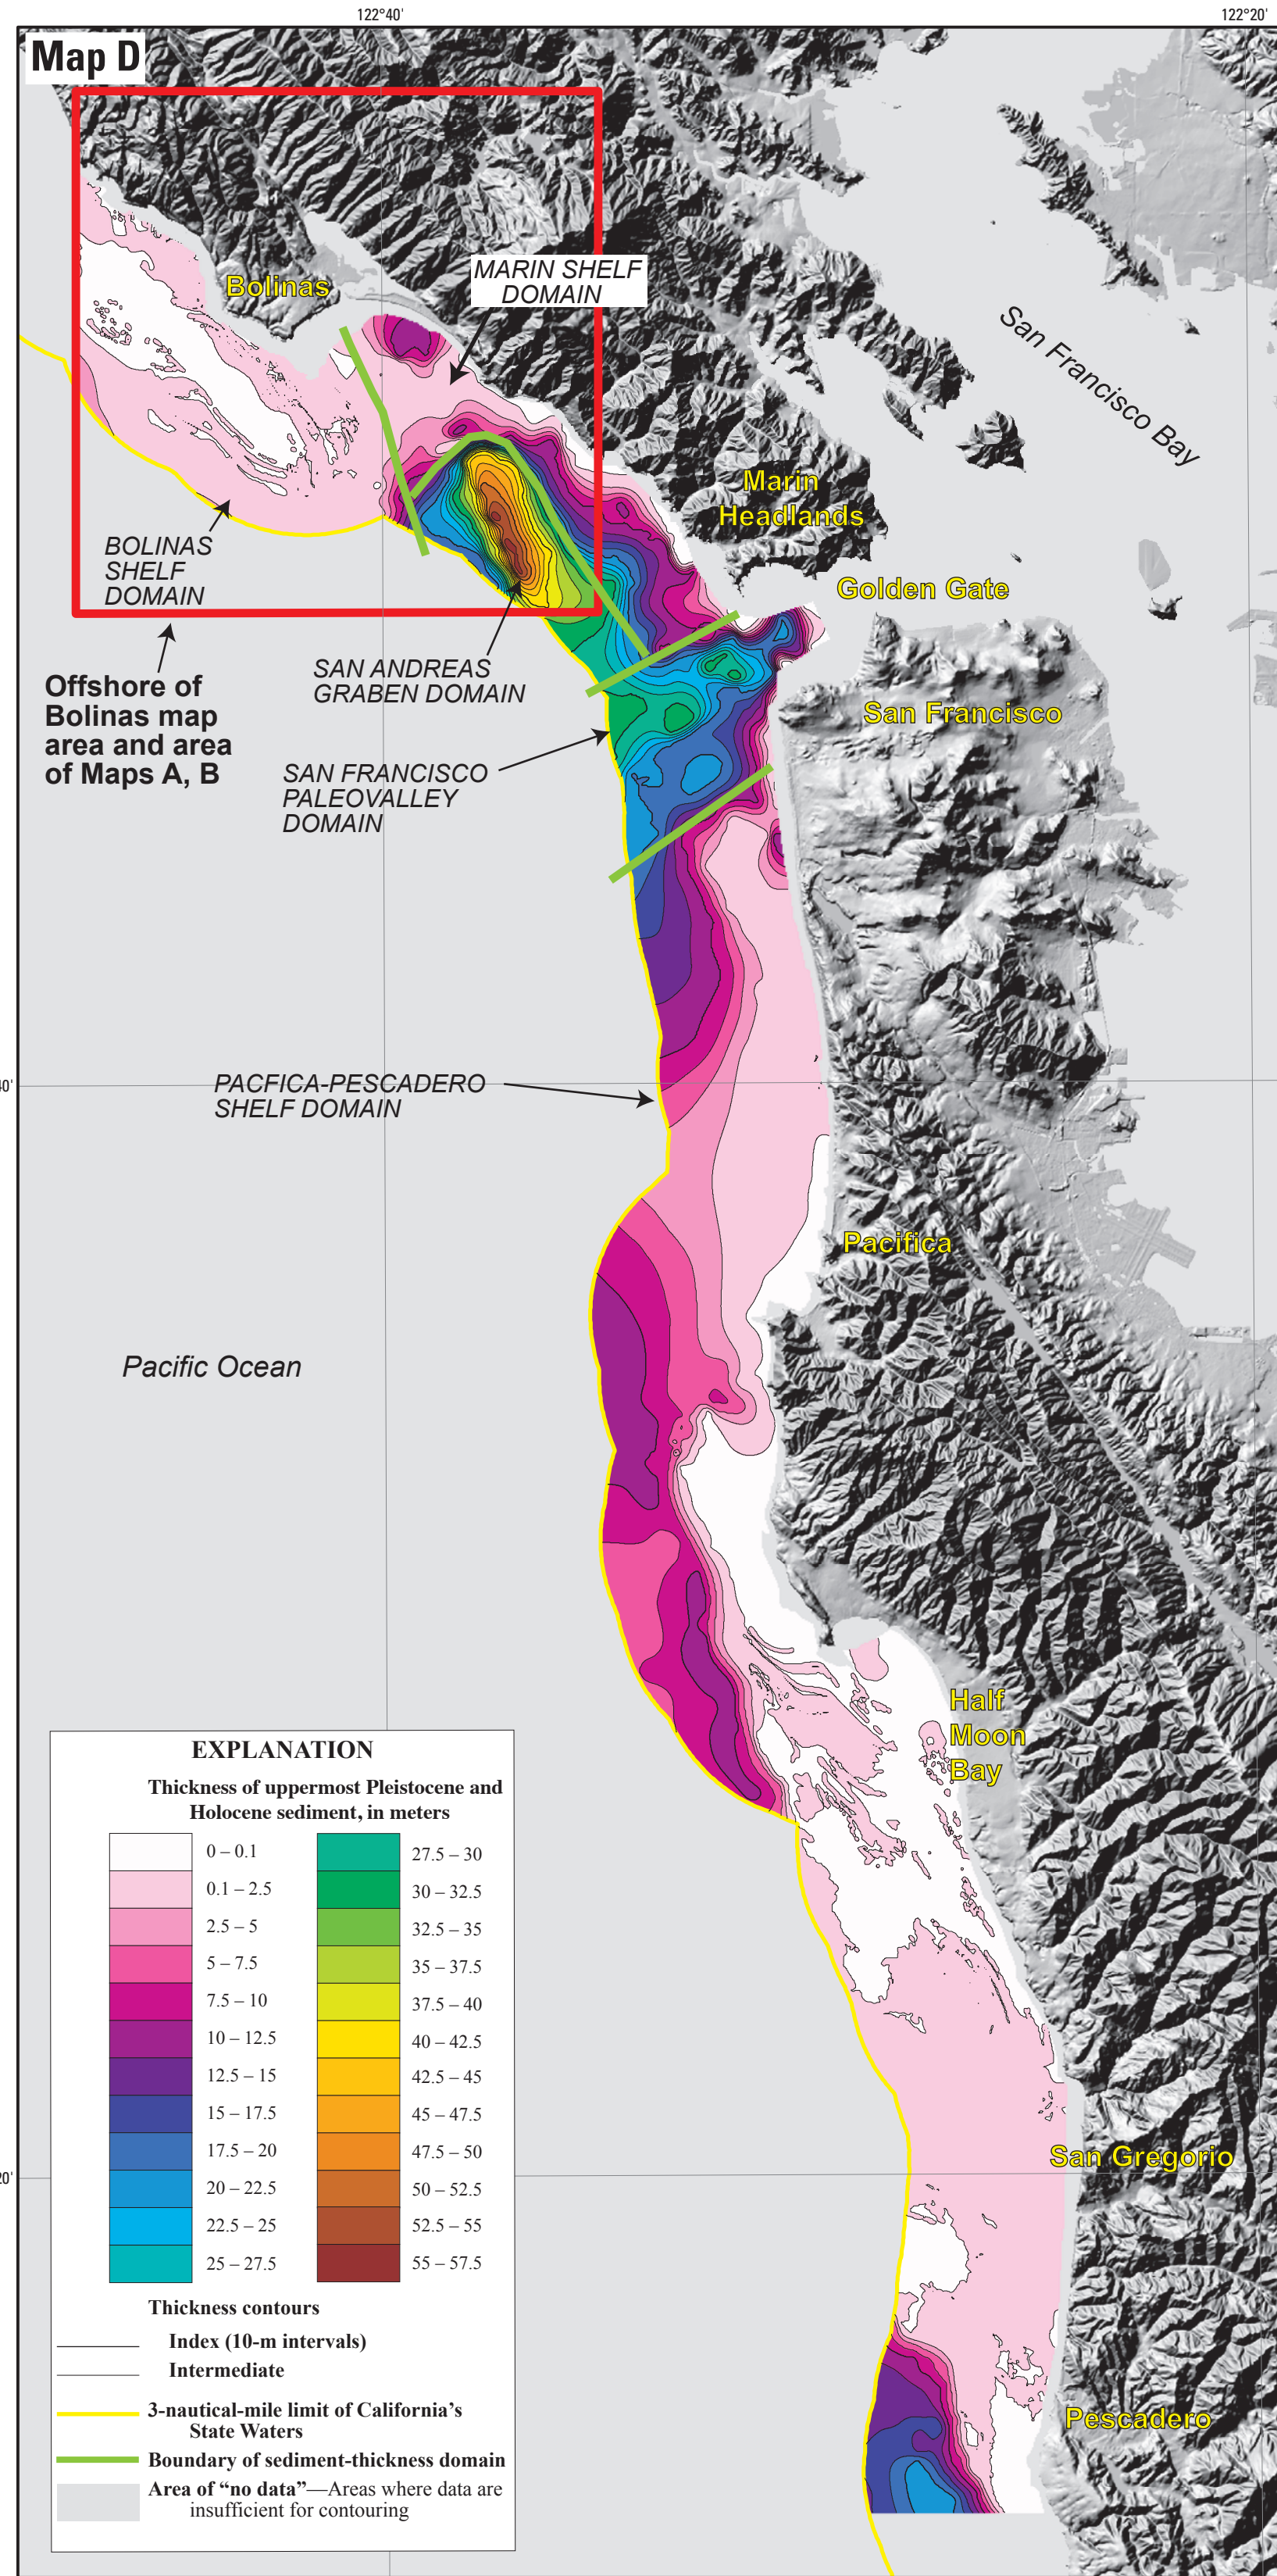 122°40'
122°20'
Map D
Bolinas
MARIN SHELF
DOMAIN
San Francisco Bay
Marin
Headlands
BOLINAS
SHELF
DOMAIN
Golden Gate
Offshore of
Bolinas map
area and area
of Maps A, B
SAN ANDREAS
GRABEN DOMAIN
San Francisco
SAN FRANCISCO
PALEOVALLEY
DOMAIN
PACFICA-PESCADERO
SHELF DOMAIN
Pacifica
Pacific Ocean
Half
Moon
Bay
San Gregorio
Pescadero
EXPLANATION
Thickness of uppermost Pleistocene and
Holocene sediment, in meters
0 – 0.1
0.1 – 2.5
2.5 – 5
5 – 7.5
7.5 – 10
10 – 12.5
12.5 – 15
15 – 17.5
17.5 – 20
20 – 22.5
22.5 – 25
25 – 27.5
27.5 – 30
30 – 32.5
32.5 – 35
35 – 37.5
37.5 – 40
40 – 42.5
42.5 – 45
45 – 47.5
47.5 – 50
50 – 52.5
52.5 – 55
55 – 57.5
Thickness contours
Index (10-m intervals)
Intermediate
3-nautical-mile limit of California's
State Waters
Boundary of sediment-thickness domain
Area of “no data”—Areas where data are
insufficient for contouring